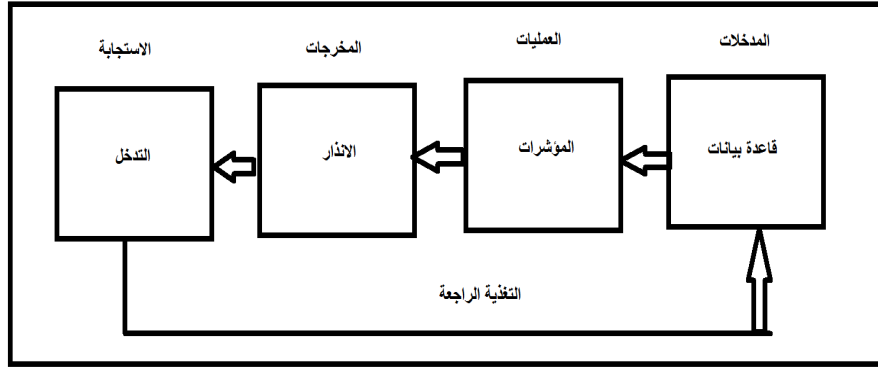 المدخلات
العمليات
المخرجات
الاستجابة
قاعدة بيانات
المؤشرات
الانذار
التدخل
التغذية الراجعة